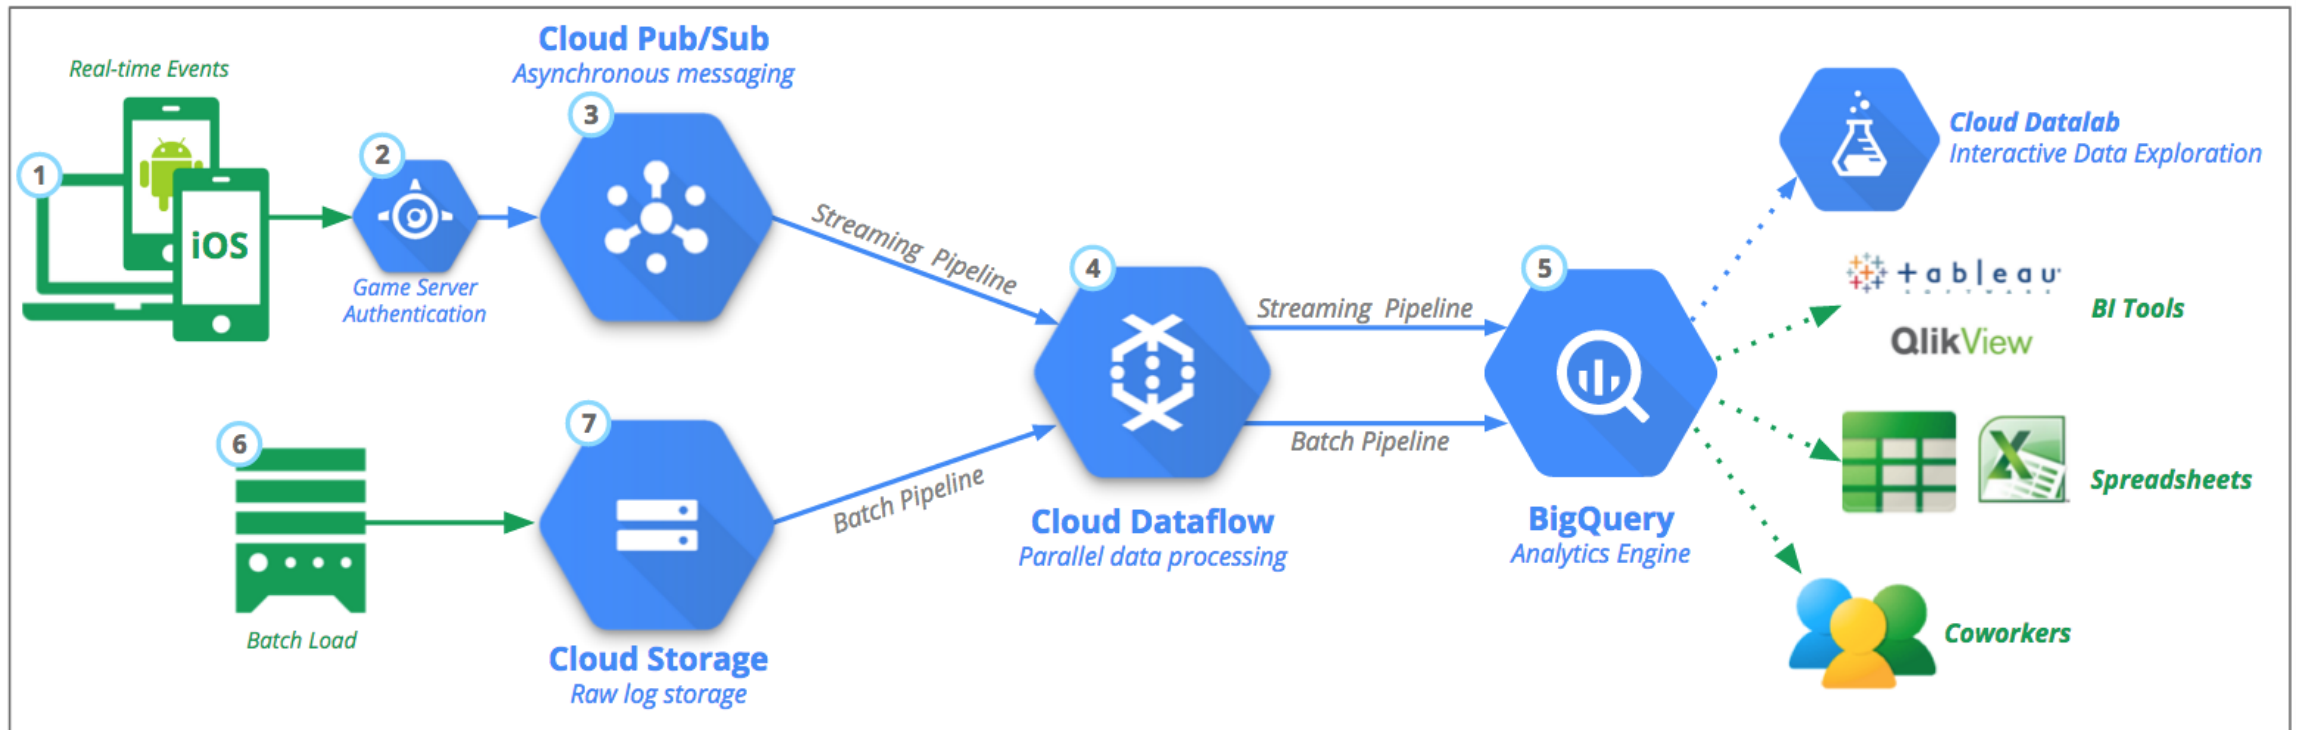 Real-time Events
1
iOS
2
Game Server
Authentication
Cloud Pub/Sub
Asynchronous messaging
3
Streaming Pipeline
6
Batch Load
7
Cloud Storage
Raw log storage
Batch Pipeline
4
Cloud Dataflow
Parallel data processing
Streaming Pipeline
Batch Pipeline
5
BigQuery
Analytics Engine
Cloud Datalab
Interactive Data Exploration
+ableau
QlikView
BI Tools
X
Spreadsheets
Coworkers